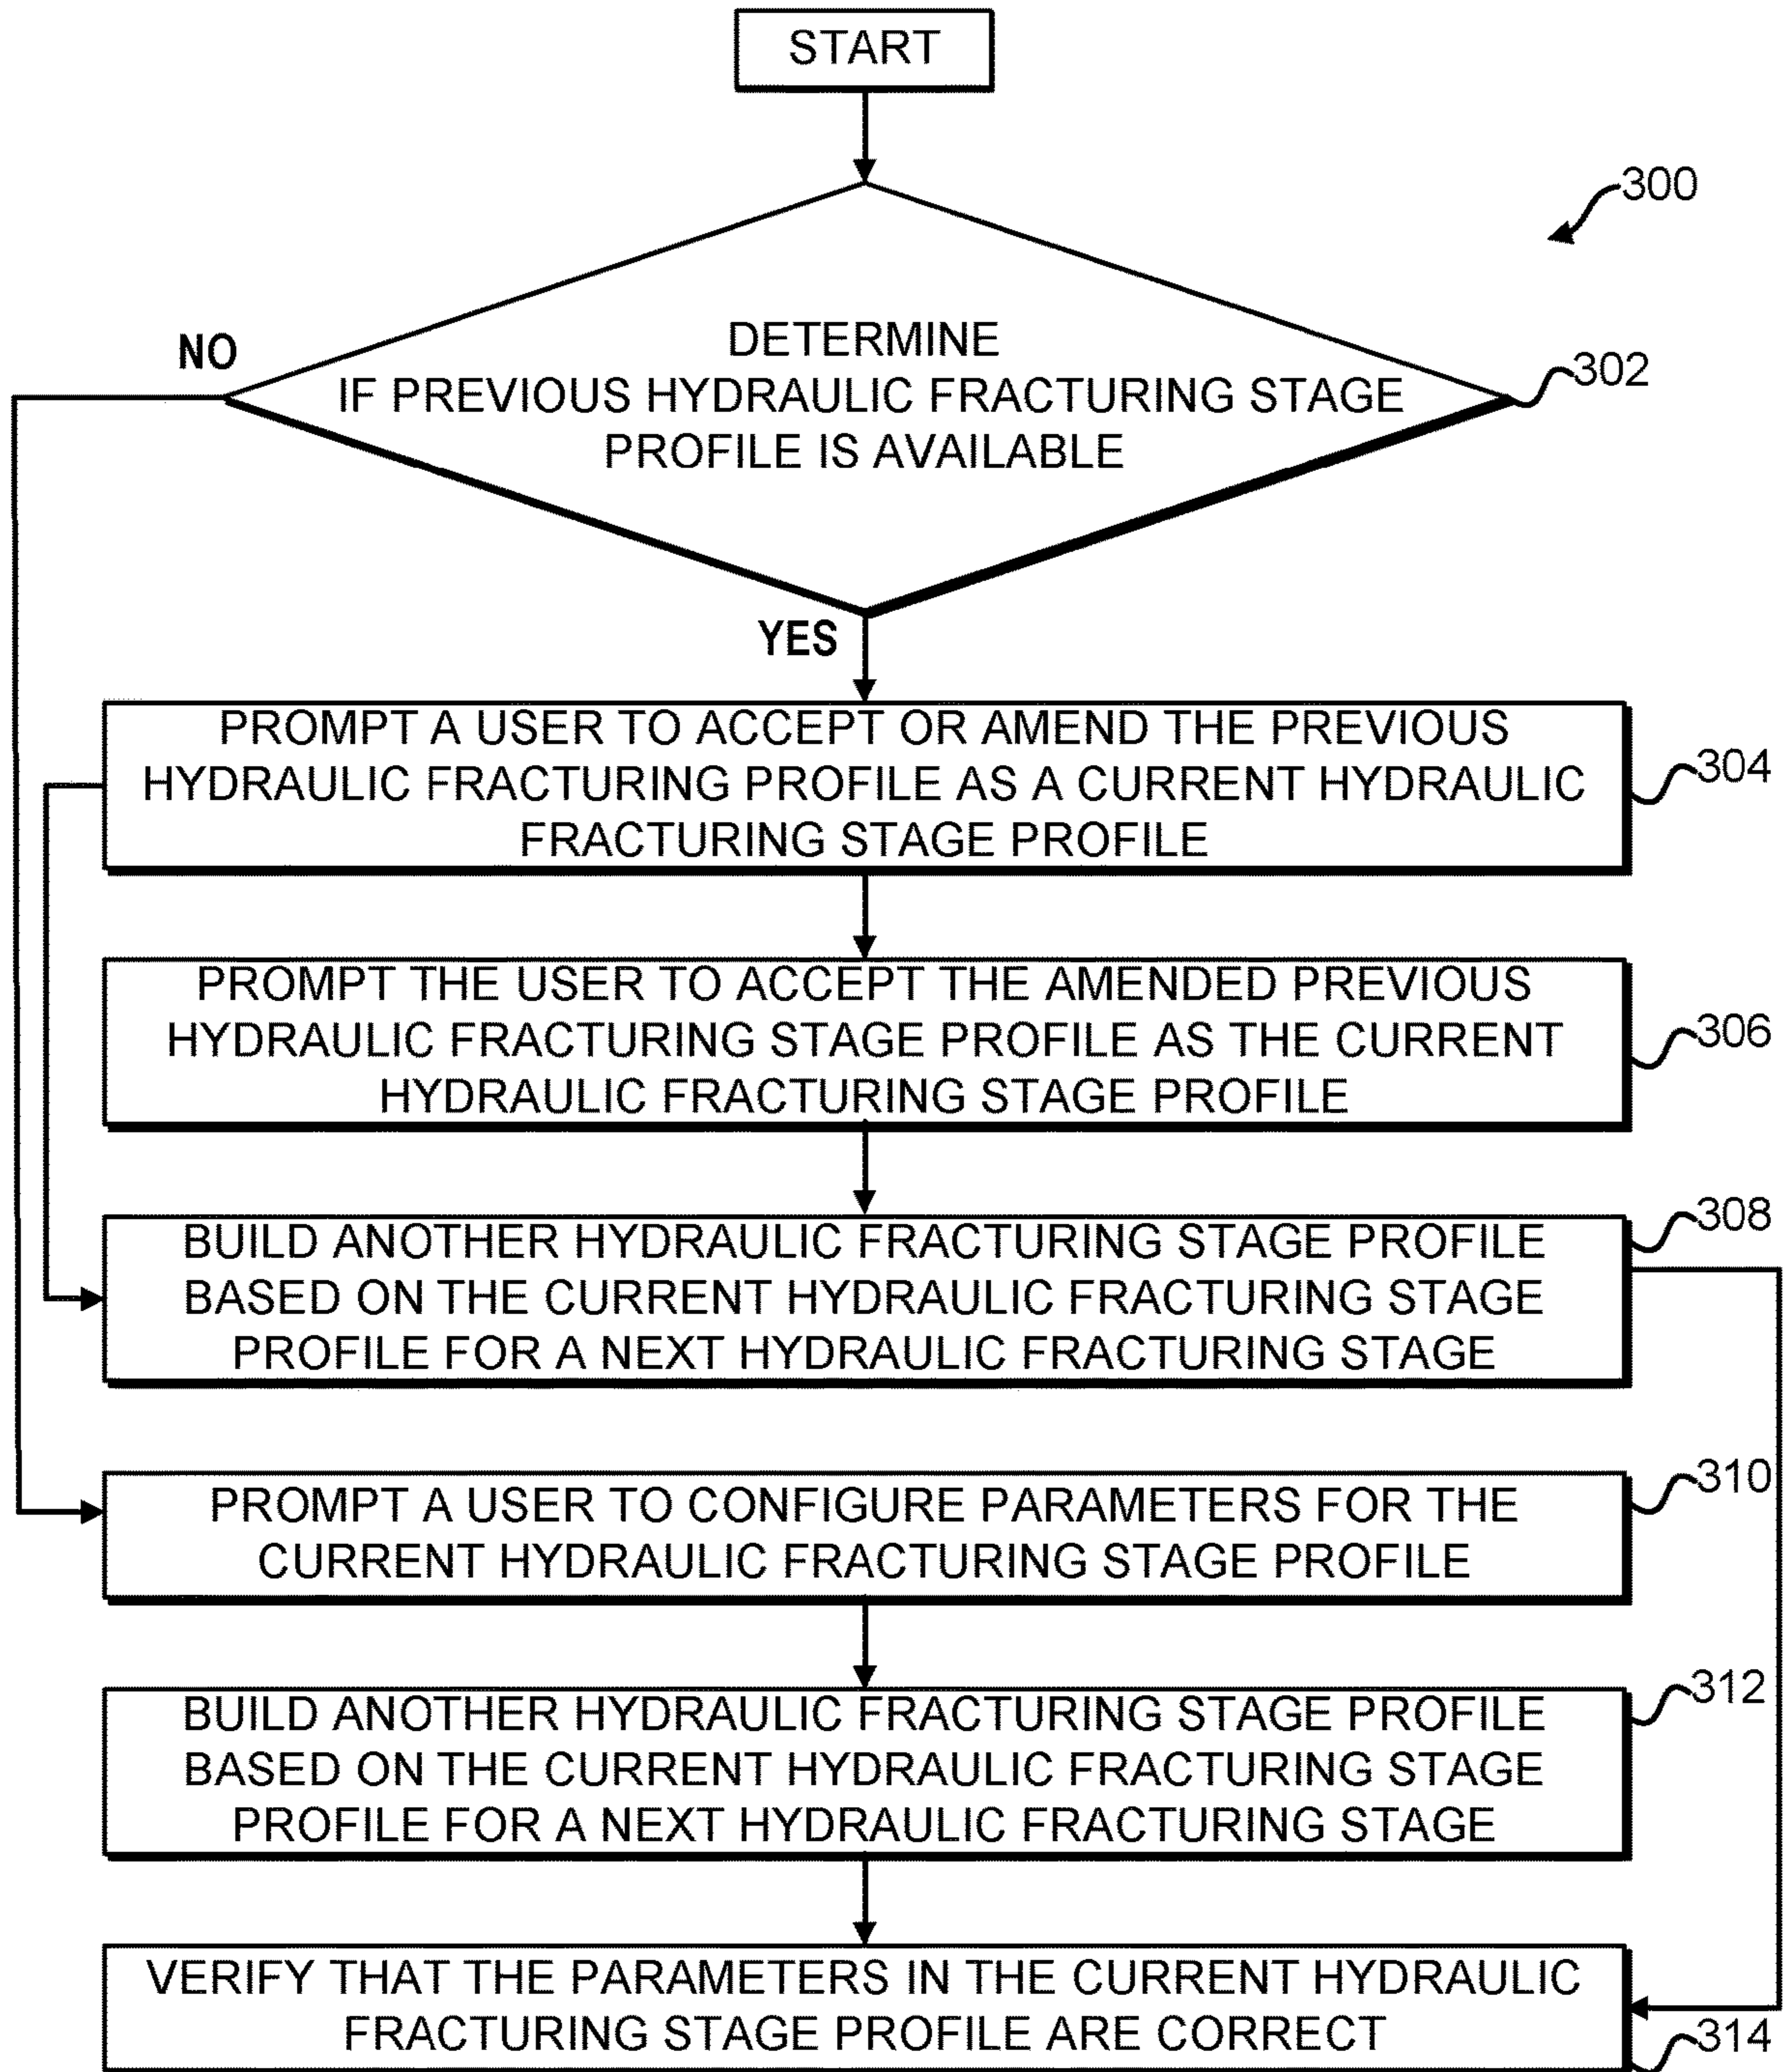 START
300
NO
DETERMINE
IF PREVIOUS HYDRAULIC FRACTURING STAGE
PROFILE IS AVAILABLE
302
YES
PROMPT A USER TO ACCEPT OR AMEND THE PREVIOUS
HYDRAULIC FRACTURING PROFILE AS A CURRENT HYDRAULIC
FRACTURING STAGE PROFILE
304
PROMPT THE USER TO ACCEPT THE AMENDED PREVIOUS
HYDRAULIC FRACTURING STAGE PROFILE AS THE CURRENT
HYDRAULIC FRACTURING STAGE PROFILE
306
BUILD ANOTHER HYDRAULIC FRACTURING STAGE PROFILE
BASED ON THE CURRENT HYDRAULIC FRACTURING STAGE
PROFILE FOR A NEXT HYDRAULIC FRACTURING STAGE
308
PROMPT A USER TO CONFIGURE PARAMETERS FOR THE
CURRENT HYDRAULIC FRACTURING STAGE PROFILE
310
BUILD ANOTHER HYDRAULIC FRACTURING STAGE PROFILE
BASED ON THE CURRENT HYDRAULIC FRACTURING STAGE
PROFILE FOR A NEXT HYDRAULIC FRACTURING STAGE
312
VERIFY THAT THE PARAMETERS IN THE CURRENT HYDRAULIC
FRACTURING STAGE PROFILE ARE CORRECT
314